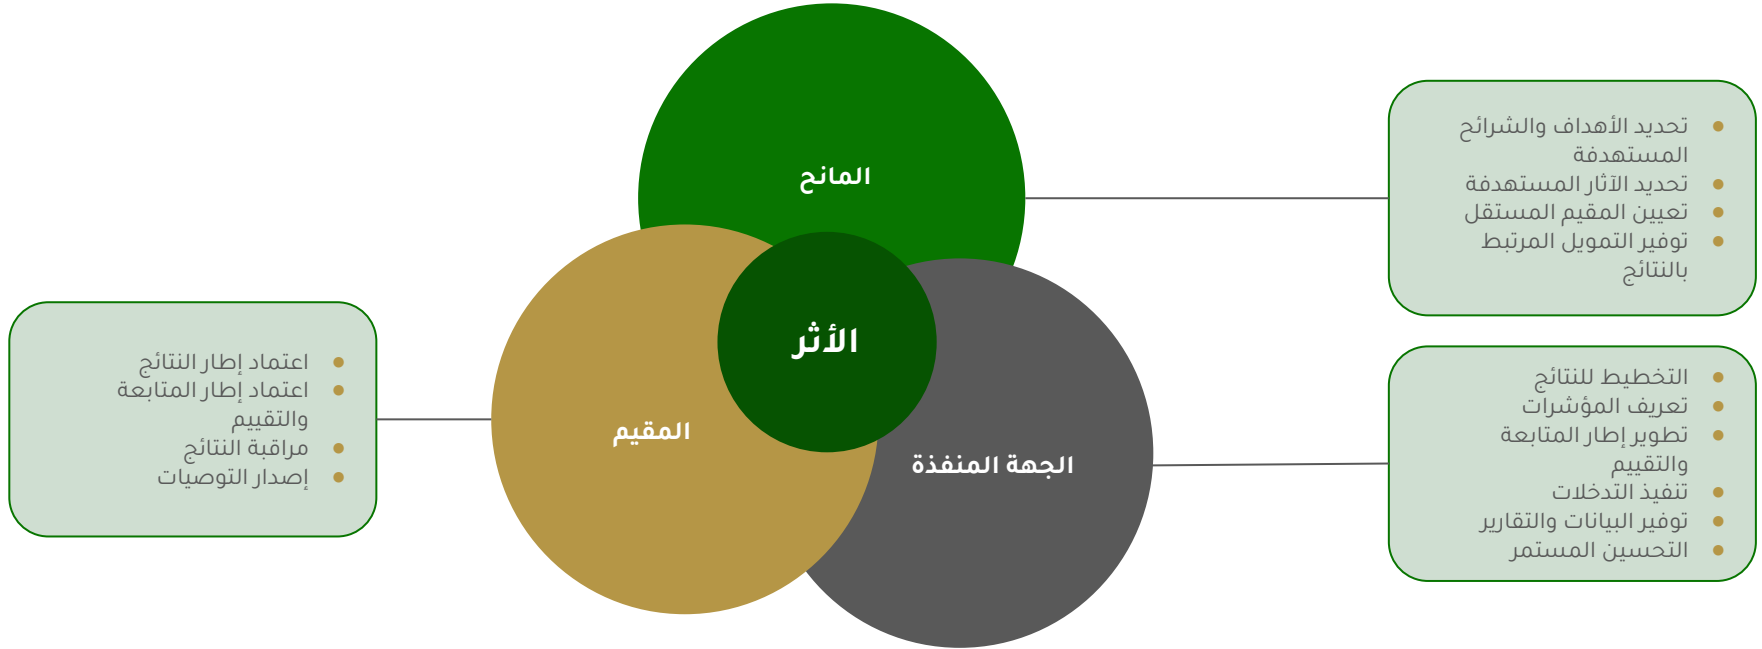 المانح
الأثر
المقيم
الجهة المنفذة
● تحديد الأهداف والشرائح
المستهدفة
● تحديد الآثار المستهدفة
● تعيين المقيم المستقل
● توفير التمويل المرتبط
بالنتائج
● التخطيط للنتائج
● تعريف المؤشرات
● تطوير إطار المتابعة
والتقييم
● تنفيذ التدخلات
● توفير البيانات والتقارير
● التحسين المستمر
● اعتماد إطار النتائج
● اعتماد إطار المتابعة
والتقييم
● مراقبة النتائج
● إصدار التوصيات